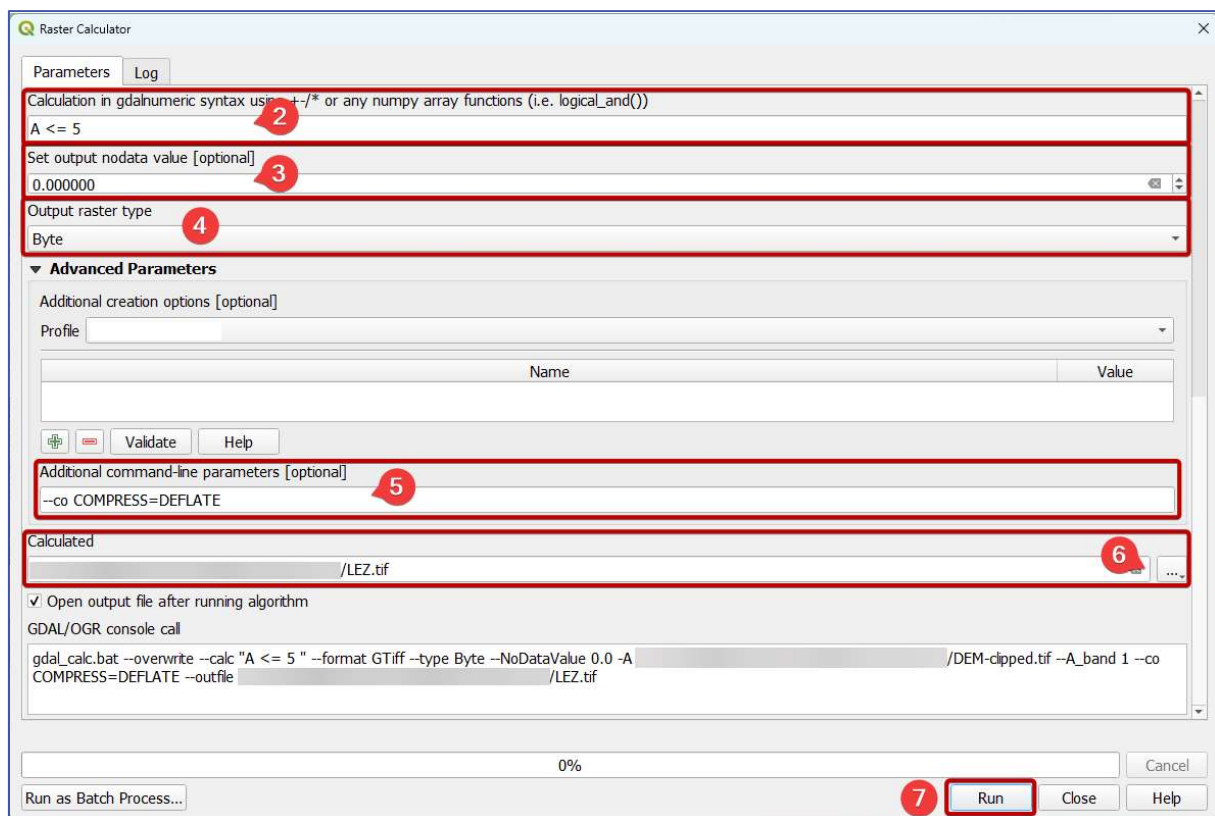 Raster Calculator
Parameters Log
Calculation in gdalnumeric syntax using +-/* or any numpy array functions (i.e. logical_and())
2
A <= 5
Set output nodata value [optional]
3
0.000000
Output raster type
4
Byte
Advanced Parameters
Additional creation options [optional]
Profile
Name Value
Validate Help
Additional command-line parameters [optional]
5
--co COMPRESS=DEFLATE
Calculated
6
/LEZ.tif ...
Open output file after running algorithm
GDAL/OGR console call
gdal_calc.bat --overwrite --calc "A <= 5 " --format GTiff --type Byte --NoDataValue 0.0 -A /DEM-clipped.tif --A_band 1 --co
COMPRESS=DEFLATE --outfile /LEZ.tif
0% Cancel
Run as Batch Process... 7 Run Close Help